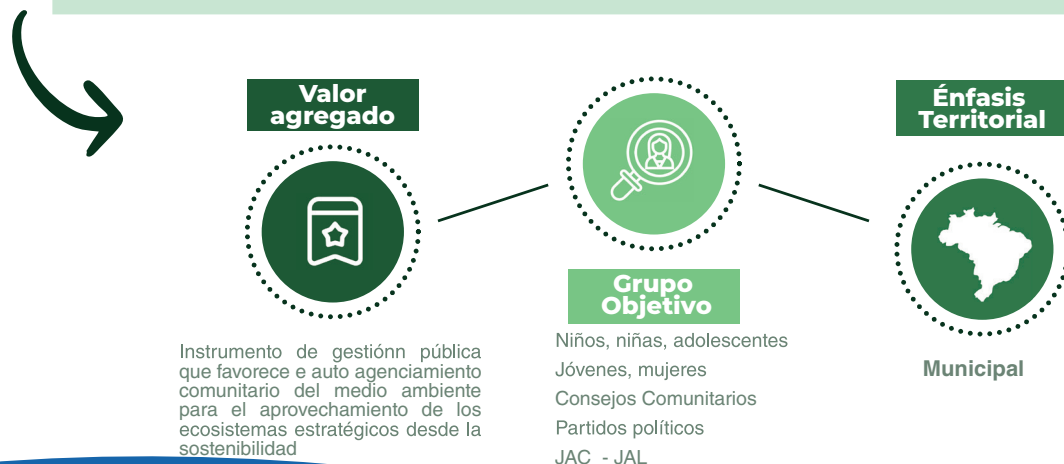 Valor
agregado
Instrumento de gestiónn pública
que favorece e auto agenciamiento
comunitario del medio ambiente
para el aprovechamiento de los
ecosistemas estratégicos desde la
sostenibilidad
Grupo
Objetivo
Niños, niñas, adolescentes
Jóvenes, mujeres
Consejos Comunitarios
Partidos políticos
JAC - JAL
Énfasis
Territorial
Municipal